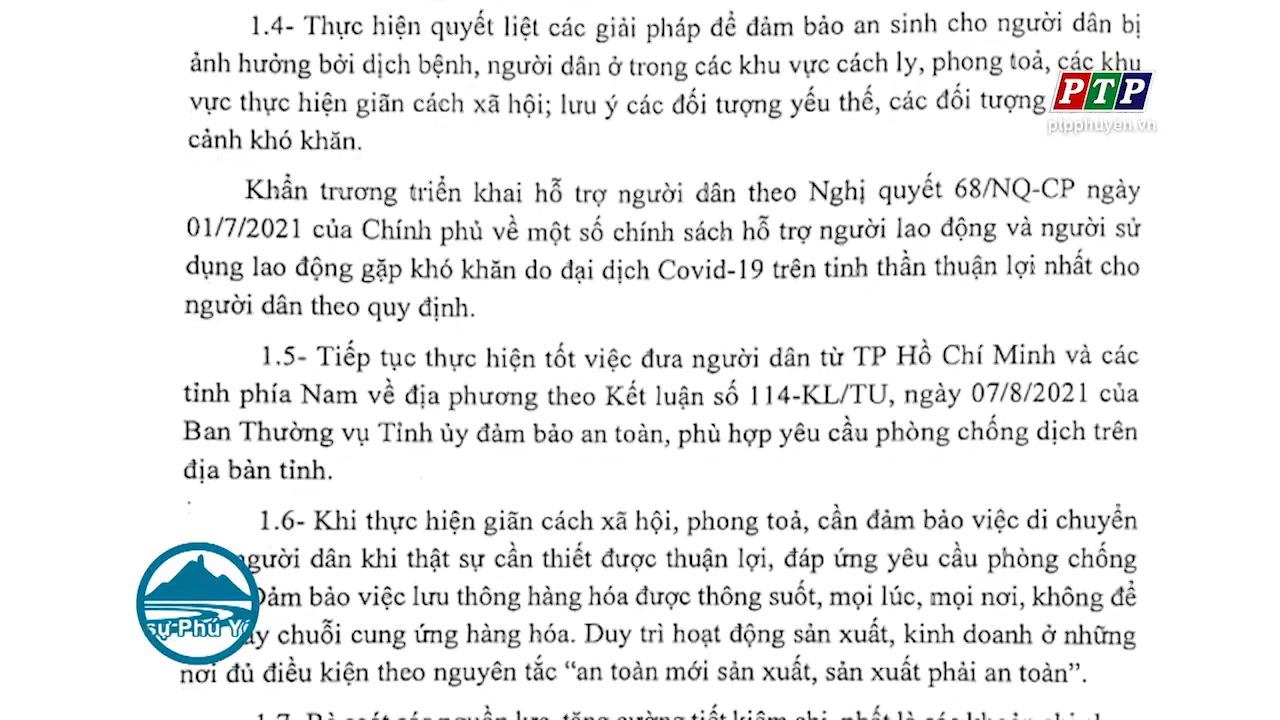 1.4- Thực hiện quyết liệt các giải pháp để đảm bảo an sinh cho người dân bị
ảnh hưởng bởi dịch bệnh, người dân ở trong các khu vực cách ly, phong toả, các khu
vực thực hiện giãn cách xã hội; lưu ý các đối tượng yếu thế, các đối tượng
PTP
ptpphuyen.vn
cảnh khó khăn.
Khẩn trương triển khai hỗ trợ người dân theo Nghị quyết 68/NQ-CP ngày
01/7/2021 của Chính phủ về một số chính sách hỗ trợ người lao động và người sử
dụng lao động gặp khó khăn do đại dịch Covid-19 trên tinh thần thuận lợi nhất cho
người dân theo quy định.
1.5- Tiếp tục thực hiện tốt việc đưa người dân từ TP Hồ Chí Minh và các
tỉnh phía Nam về địa phương theo Kết luận số 114-KL/TU, ngày 07/8/2021 của
Ban Thường vụ Tỉnh ủy đảm bảo an toàn, phù hợp yêu cầu phòng chống dịch trên
địa bàn tỉnh.
1.6- Khi thực hiện giãn cách xã hội, phong toả, cần đảm bảo việc di chuyển
người dân khi thật sự cần thiết được thuận lợi, đáp ứng yêu cầu phòng chống
Đảm bảo việc lưu thông hàng hóa được thông suốt, mọi lúc, mọi nơi, không để
sự Phú Yê
chuỗi cung ứng hàng hóa. Duy trì hoạt động sản xuất, kinh doanh ở những
nơi đủ điều kiện theo nguyên tắc “an toàn mới sản xuất, sản xuất phải an toàn”.